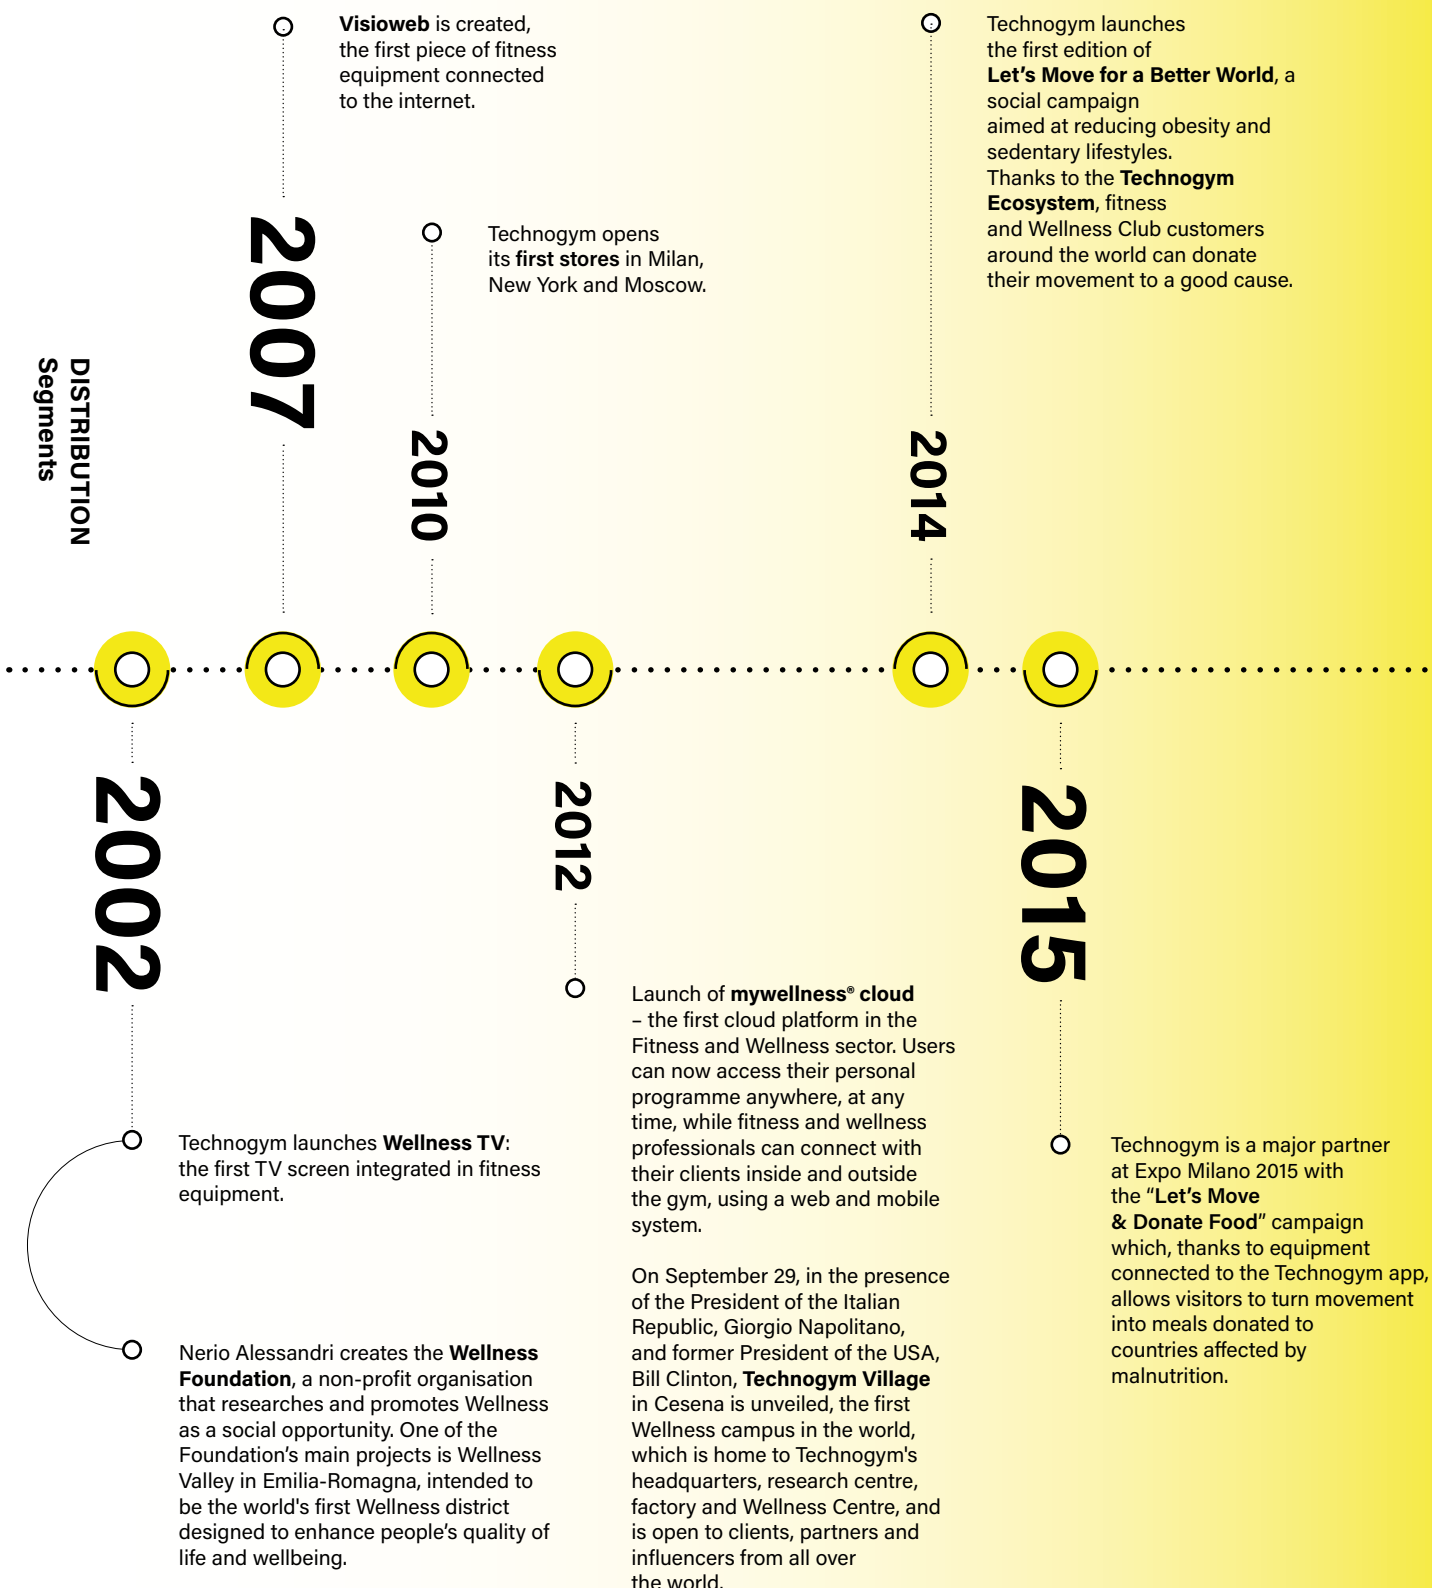 DISTRIBUTION
Segments
2002
Technogym launches Wellness TV:
the first TV screen integrated in fitness
equipment.
Nerio Alessandri creates the Wellness
Foundation, a non-profit organisation
that researches and promotes Wellness
as a social opportunity. One of the
Foundation’s main projects is Wellness
Valley in Emilia-Romagna, intended to
be the world's first Wellness district
designed to enhance people’s quality of
life and wellbeing.
2007
Visioweb is created,
the first piece of fitness
equipment connected
to the internet.
2010
Technogym opens
its first stores in Milan,
New York and Moscow.
2012
Launch of mywellness® cloud
– the first cloud platform in the
Fitness and Wellness sector. Users
can now access their personal
programme anywhere, at any
time, while fitness and wellness
professionals can connect with
their clients inside and outside
the gym, using a web and mobile
system.
On September 29, in the presence
of the President of the Italian
Republic, Giorgio Napolitano,
and former President of the USA,
Bill Clinton, Technogym Village
in Cesena is unveiled, the first
Wellness campus in the world,
which is home to Technogym's
headquarters, research centre,
factory and Wellness Centre, and
is open to clients, partners and
influencers from all over
the world.
2014
Technogym launches
the first edition of
Let’s Move for a Better World, a
social campaign
aimed at reducing obesity and
sedentary lifestyles.
Thanks to the Technogym
Ecosystem, fitness
and Wellness Club customers
around the world can donate
their movement to a good cause.
2015
Technogym is a major partner
at Expo Milano 2015 with
the “Let’s Move
& Donate Food” campaign
which, thanks to equipment
connected to the Technogym app,
allows visitors to turn movement
into meals donated to
countries affected by
malnutrition.